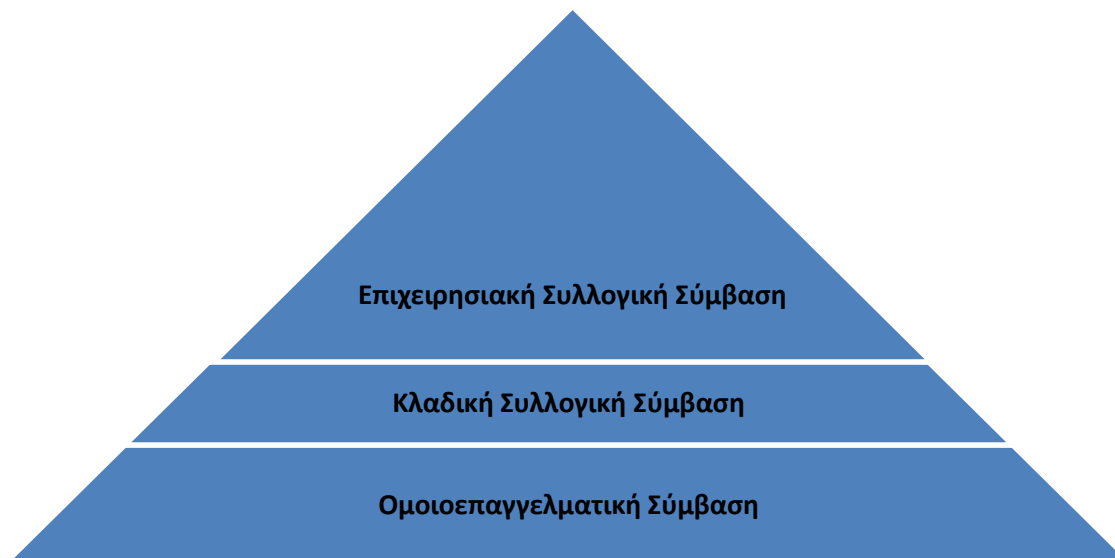 Επιχειρησιακή Συλλογική Σύμβαση
Κλαδική Συλλογική Σύμβαση
Ομοιοεπαγγελματική Σύμβαση